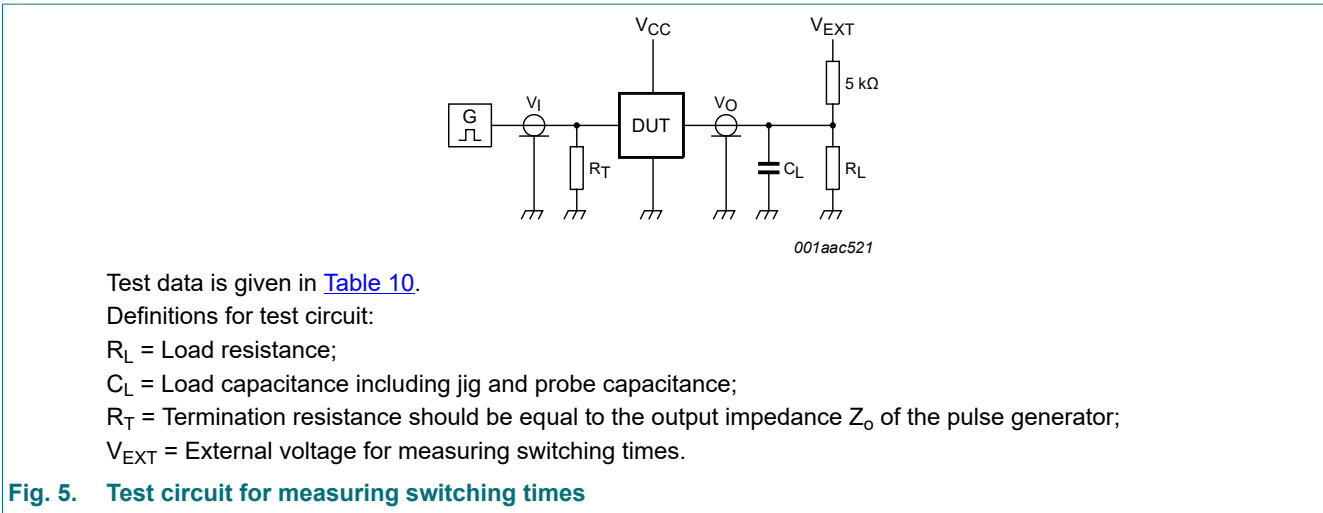 VCC VEXT
5 kΩ
G VI DUT VO
RT CL RL
001aac521
Test data is given in Table 10.
Definitions for test circuit:
RL = Load resistance;
CL = Load capacitance including jig and probe capacitance;
RT = Termination resistance should be equal to the output impedance Zo of the pulse generator;
VEXT = External voltage for measuring switching times.
Fig. 5. Test circuit for measuring switching times